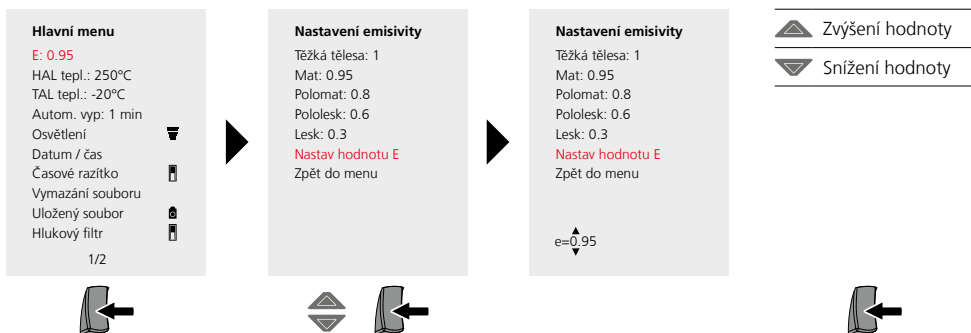 Hlavní menu
E: 0.95
HAL tepl.: 250°C
TAL tepl.: -20°C
Autom. vyp: 1 min
Osvětlení
Datum / čas
Časové razítko
Vymazání souboru
Uložený soubor
Hlukový filtr
1/2
Nastavení emisivity
Těžká tělesa: 1
Mat: 0.95
Polomat: 0.8
Pololesk: 0.6
Lesk: 0.3
Nastav hodnotu E
Zpět do menu
Nastavení emisivity
Těžká tělesa: 1
Mat: 0.95
Polomat: 0.8
Pololesk: 0.6
Lesk: 0.3
Nastav hodnotu E
Zpět do menu
e=0.95
Zvýšení hodnoty
Snížení hodnoty